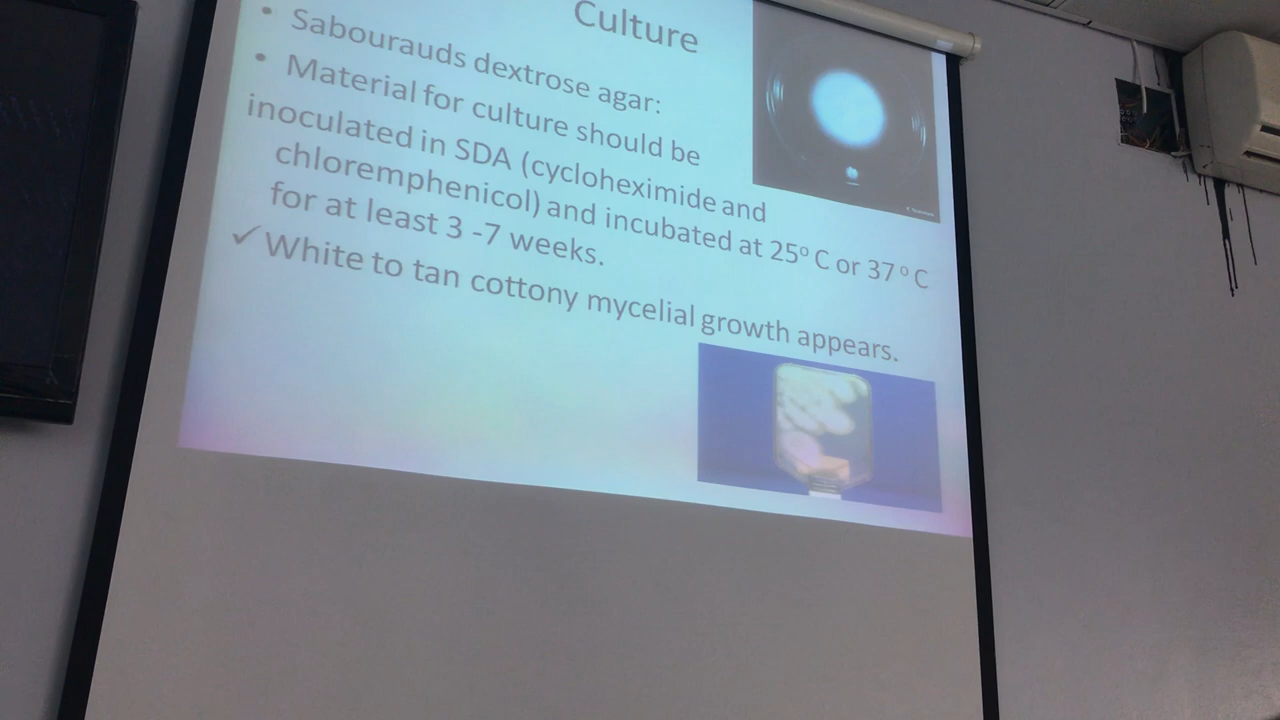 Culture
• Sabourauds dextrose agar:
• Material for culture should be
inoculated in SDA (cycloheximide and
chloremphenicol) and incubated at 25º C or 37 º C
for at least 3 -7 weeks.
✓ White to tan cottony mycelial growth appears.